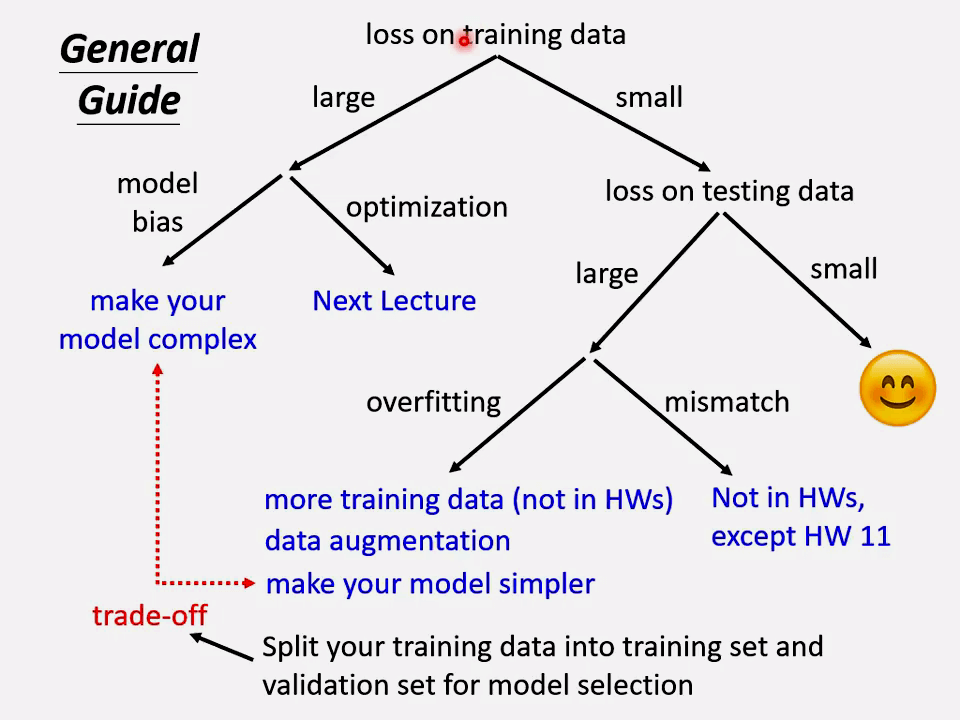 General
Guide
loss on training data
large
small
model
bias
optimization
loss on testing data
large
small
make your
model complex
Next Lecture
overfitting
mismatch
more training data (not in HWs)
data augmentation
make your model simpler
Not in HWs,
except HW 11
trade-off
Split your training data into training set and
validation set for model selection